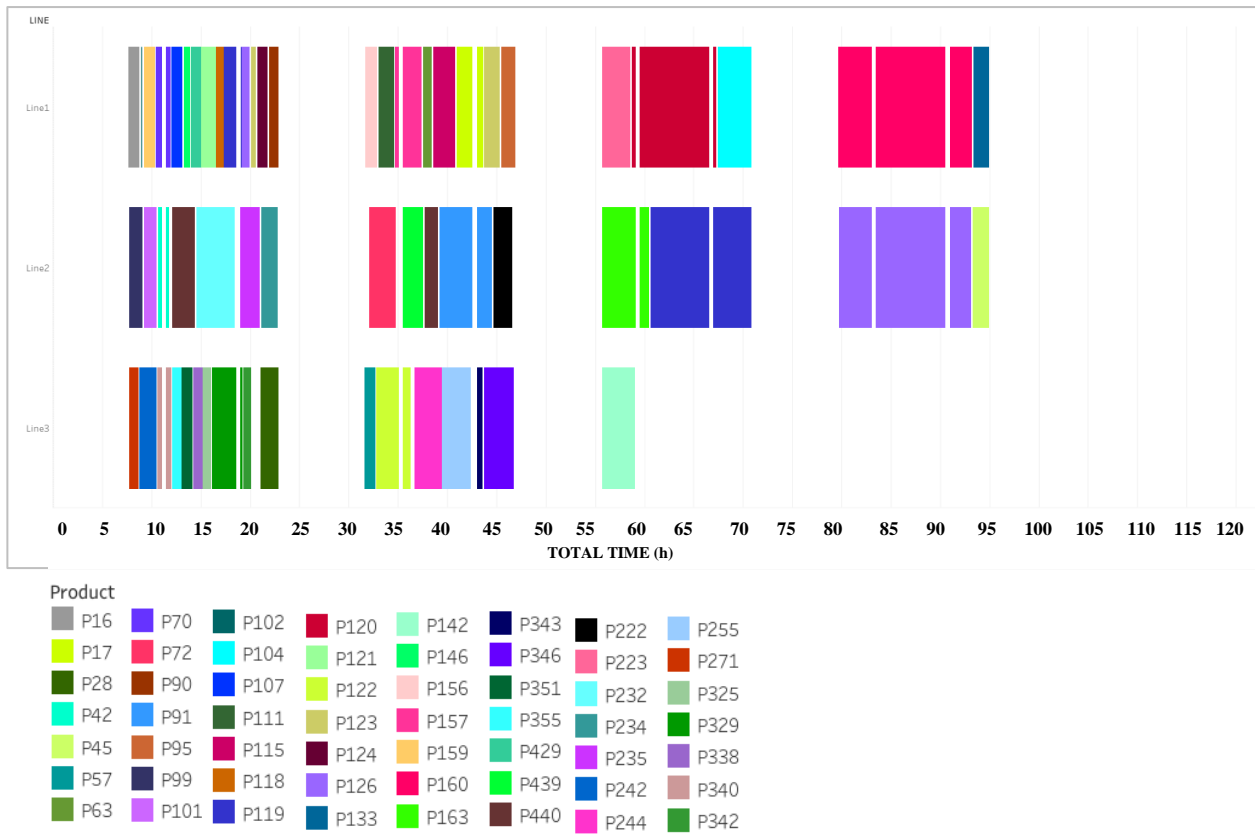 LINE
Line1
Line2
Line3
0 5 10 15 20 25 30 35 40 45 50 55 60 65 70 75 80 85 90 95 100 105 110 115 120
TOTAL TIME (h)
Product
P16 P70 P102 P120 P142 P343 P222 P255
P17 P72 P104 P121 P146 P346 P223 P271
P28 P90 P107 P122 P156 P351 P232 P325
P42 P91 P111 P123 P157 P355 P234 P329
P45 P95 P115 P124 P159 P429 P235 P338
P57 P99 P118 P126 P160 P439 P242 P340
P63 P101 P119 P133 P163 P440 P244 P342